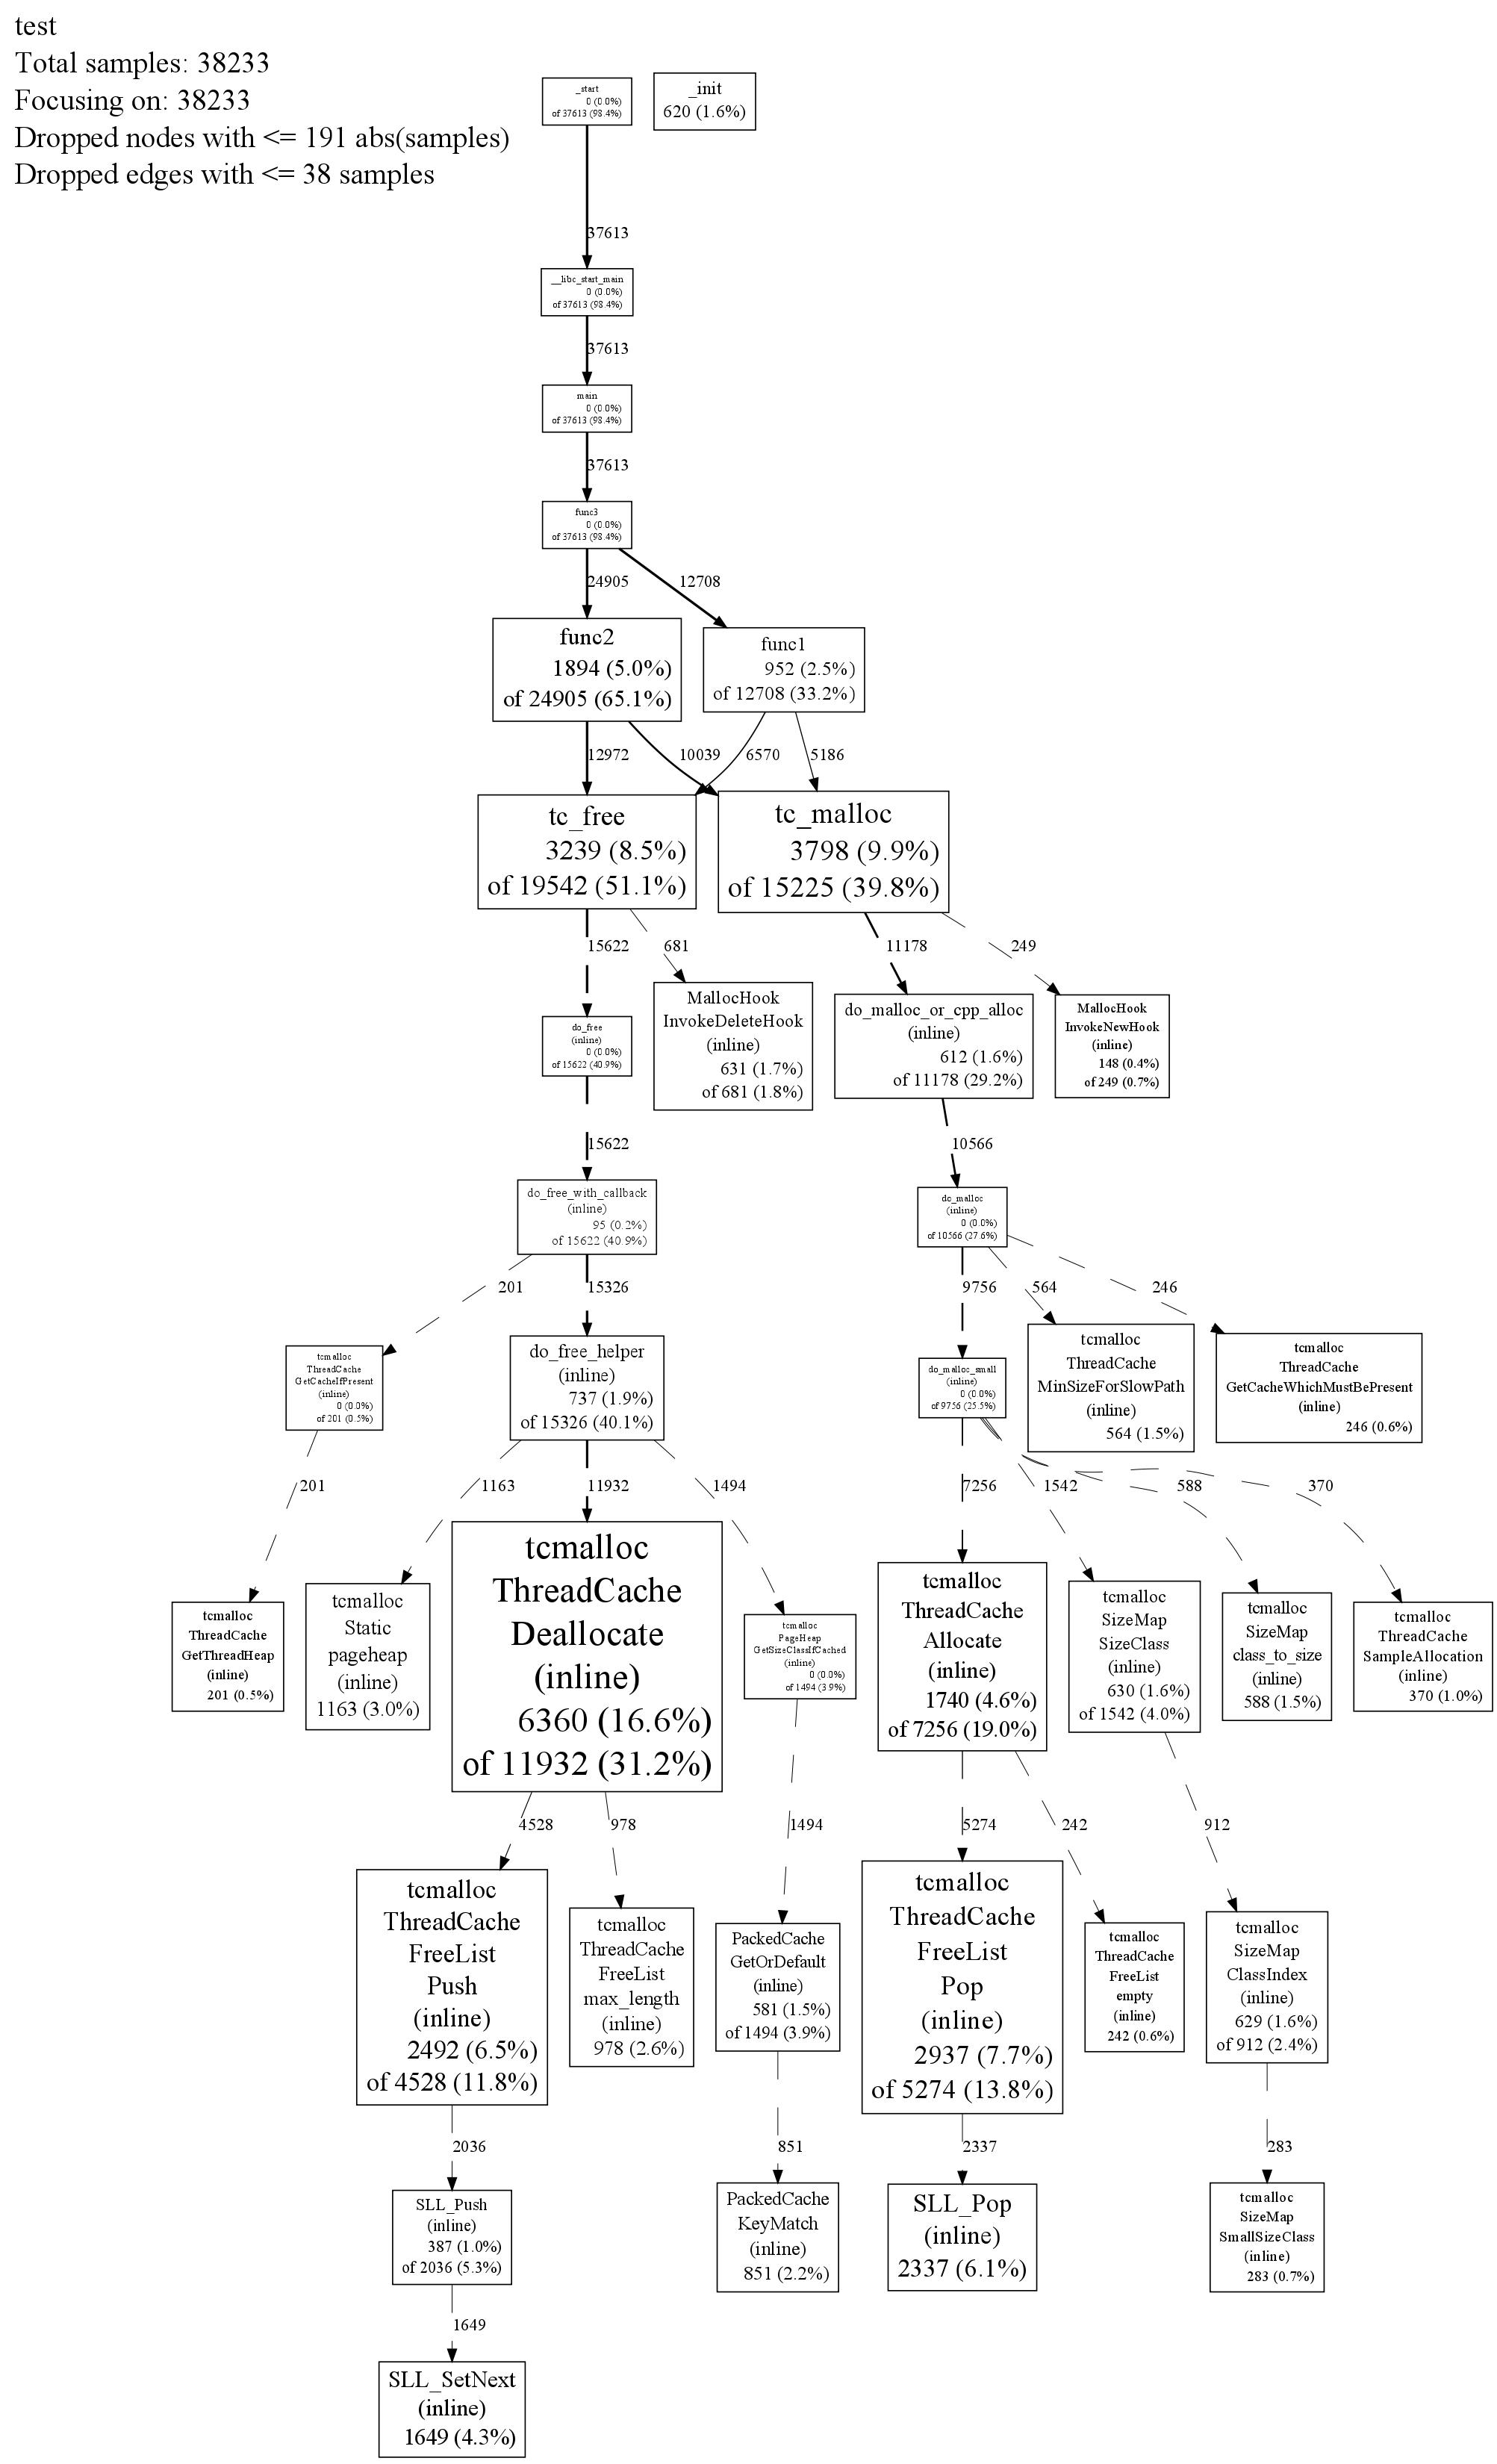 test
Total samples: 38233
Focusing on: 38233
Dropped nodes with <= 191 abs(samples)
Dropped edges with <= 38 samples
_start
0 (0.0%)
of 37613 (98.4%)
_init
620 (1.6%)
37613
__libc_start_main
0 (0.0%)
of 37613 (98.4%)
37613
main
0 (0.0%)
of 37613 (98.4%)
37613
func3
0 (0.0%)
of 37613 (98.4%)
24905
12708
func2
1894 (5.0%)
of 24905 (65.1%)
func1
952 (2.5%)
of 12708 (33.2%)
12972
10039
6570
5186
tc_free
3239 (8.5%)
of 19542 (51.1%)
tc_malloc
3798 (9.9%)
of 15225 (39.8%)
15622
681
11178
249
do_free
(inline)
0 (0.0%)
of 15622 (40.9%)
MallocHook
InvokeDeleteHook
(inline)
631 (1.7%)
of 681 (1.8%)
do_malloc_or_cpp_alloc
(inline)
612 (1.6%)
of 11178 (29.2%)
MallocHook
InvokeNewHook
(inline)
148 (0.4%)
of 249 (0.7%)
15622
10566
do_free_with_callback
(inline)
95 (0.2%)
of 15622 (40.9%)
do_malloc
(inline)
0 (0.0%)
of 10566 (27.6%)
201
15326
9756
564
246
tcmalloc
ThreadCache
GetCacheIfPresent
(inline)
0 (0.0%)
of 201 (0.5%)
do_free_helper
(inline)
737 (1.9%)
of 15326 (40.1%)
do_malloc_small
(inline)
0 (0.0%)
of 9756 (25.5%)
tcmalloc
ThreadCache
MinSizeForSlowPath
(inline)
564 (1.5%)
tcmalloc
ThreadCache
GetCacheWhichMustBePresent
(inline)
246 (0.6%)
201
1163
11932
1494
7256
1542
588
370
tcmalloc
ThreadCache
GetThreadHeap
(inline)
201 (0.5%)
tcmalloc
Static
pageheap
(inline)
1163 (3.0%)
tcmalloc
ThreadCache
Deallocate
(inline)
6360 (16.6%)
of 11932 (31.2%)
tcmalloc
PageHeap
GetSizeClassIfCached
(inline)
0 (0.0%)
of 1494 (3.9%)
tcmalloc
ThreadCache
Allocate
(inline)
1740 (4.6%)
of 7256 (19.0%)
tcmalloc
SizeMap
SizeClass
(inline)
630 (1.6%)
of 1542 (4.0%)
tcmalloc
SizeMap
class_to_size
(inline)
588 (1.5%)
tcmalloc
ThreadCache
SampleAllocation
(inline)
370 (1.0%)
4528
978
1494
5274
242
912
tcmalloc
ThreadCache
FreeList
Push
(inline)
2492 (6.5%)
of 4528 (11.8%)
tcmalloc
ThreadCache
FreeList
max_length
(inline)
978 (2.6%)
PackedCache
GetOrDefault
(inline)
581 (1.5%)
of 1494 (3.9%)
tcmalloc
ThreadCache
FreeList
Pop
(inline)
2937 (7.7%)
of 5274 (13.8%)
tcmalloc
ThreadCache
FreeList
empty
(inline)
242 (0.6%)
tcmalloc
SizeMap
ClassIndex
(inline)
629 (1.6%)
of 912 (2.4%)
2036
851
2337
283
SLL_Push
(inline)
387 (1.0%)
of 2036 (5.3%)
PackedCache
KeyMatch
(inline)
851 (2.2%)
SLL_Pop
(inline)
2337 (6.1%)
tcmalloc
SizeMap
SmallSizeClass
(inline)
283 (0.7%)
1649
SLL_SetNext
(inline)
1649 (4.3%)